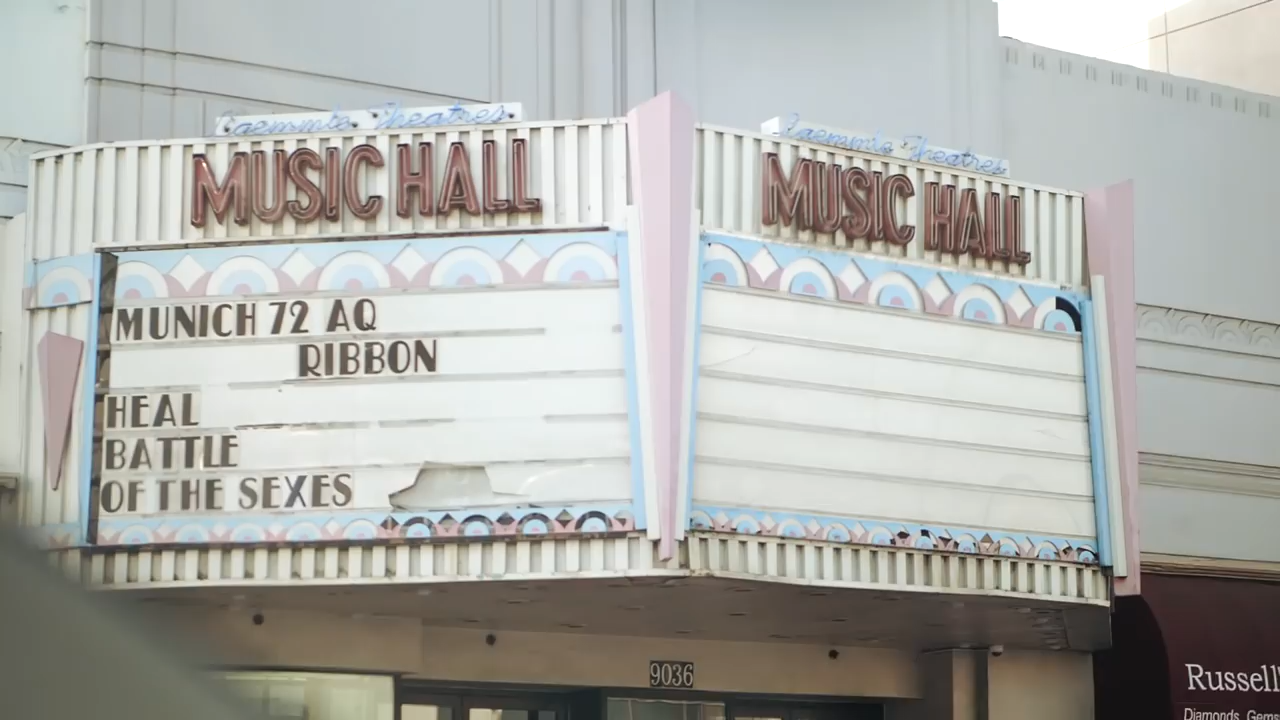 Laemmle Theatres
MUSIC HALL
MUNICH 72 AQ
RIBBON
HEAL
BATTLE
OF THE SEXES
Laemmle Theatres
MUSIC HALL
9036
Russell
Diamonds, Gems